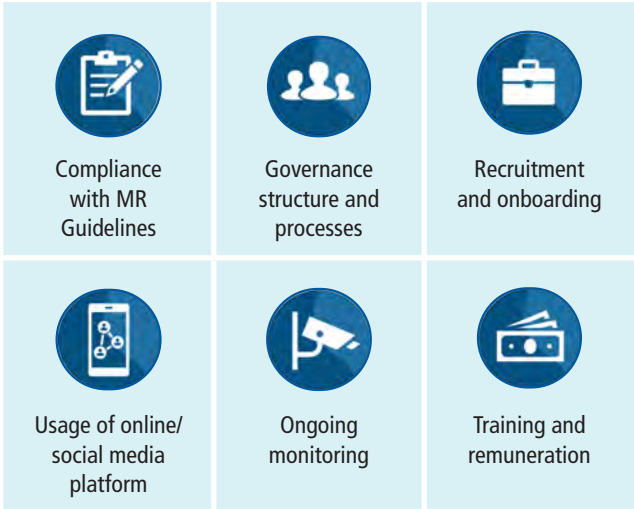 Compliance
with MR
Guidelines
Governance
structure and
processes
Recruitment
and onboarding
Usage of online/
social media
platform
Ongoing
monitoring
Training and
remuneration